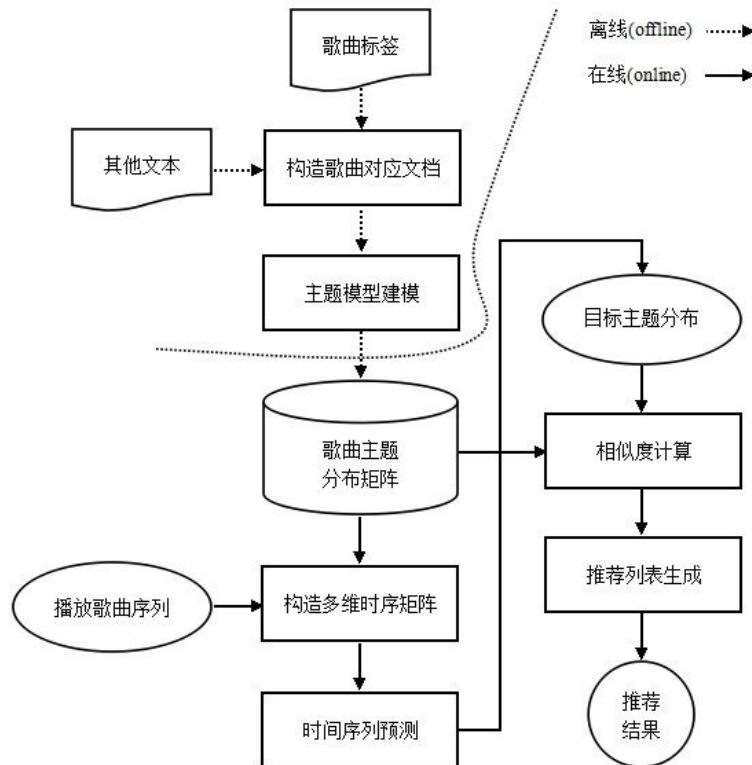 歌曲标签
离线(offline)
在线(online)
其他文本
构造歌曲对应文档
主题模型建模
目标主题分布
歌曲主题
分布矩阵
相似度计算
播放歌曲序列
构造多维时序矩阵
推荐列表生成
时间序列预测
推荐
结果